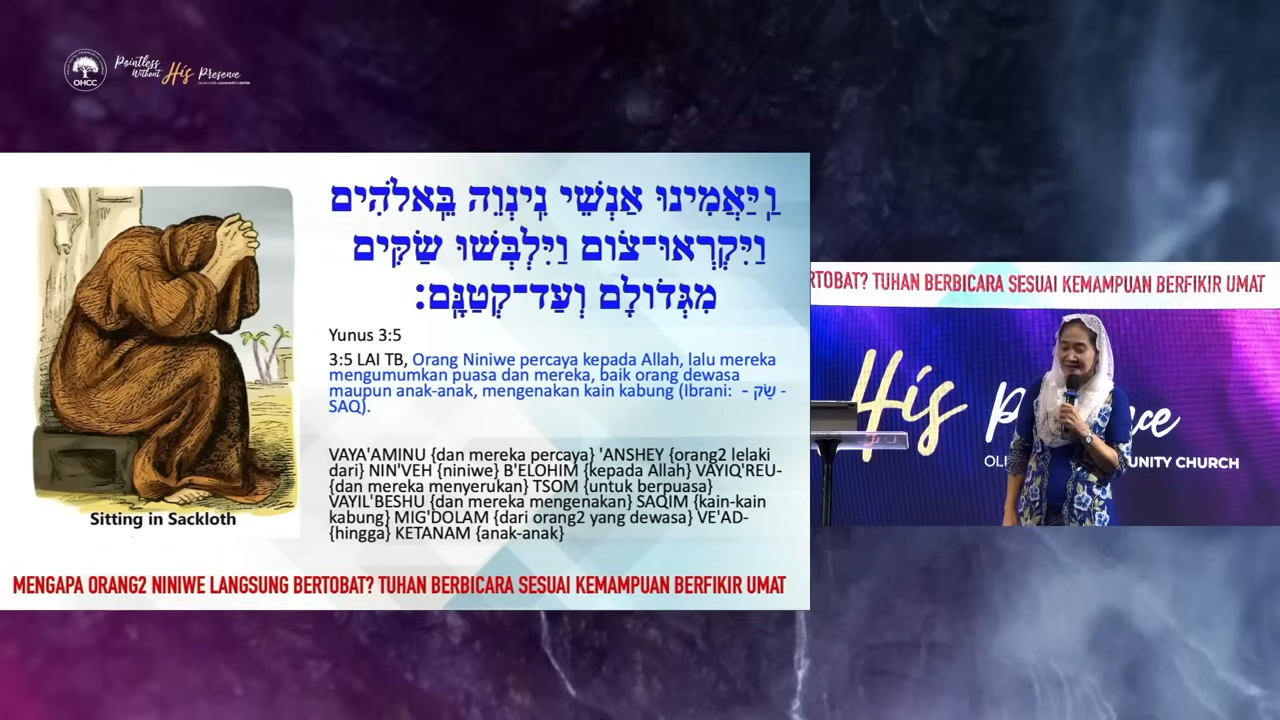 OHCC
Pointless
Without His Presence
וַיַּאֲמִינוּ אַנְשֵׁי נִינְוֵה בֵּאלֹהִים
וַיִּקְרְאוּ־צוֹם וַיִּלְבְּשׁוּ שַׂקִּים
מִגְּדוֹלָם וְעַד־קְטַנָּם׃
Yunus 3:5
3:5 LAI TB, Orang Niniwe percaya kepada Allah, lalu mereka
mengumumkan puasa dan mereka, baik orang dewasa
maupun anak-anak, mengenakan kain kabung (Ibrani: - שַׂק -
SAQ).
VAYA'AMINU {dan mereka percaya} 'ANSHEY {orang2 lelaki
dari} NIN'VEH {niniwe} B'ELOHIM {kepada Allah} VAYIQ'REU-
{dan mereka menyerukan} TSOM {untuk berpuasa}
VAYIL'BESHU {dan mereka mengenakan} SAQIM {kain-kain
kabung} MIG'DOLAM {dari orang2 yang dewasa} VE'AD-
{hingga} KETANAM {anak-anak}
Sitting in Sackloth
MENGAPA ORANG2 NINIWE LANGSUNG BERTOBAT? TUHAN BERBICARA SESUAI KEMAMPUAN BERFIKIR UMAT
RTOBAT? TUHAN BERBICARA SESUAI KEMAMPUAN BERFIKIR UMAT
His
UNITY CHURCH